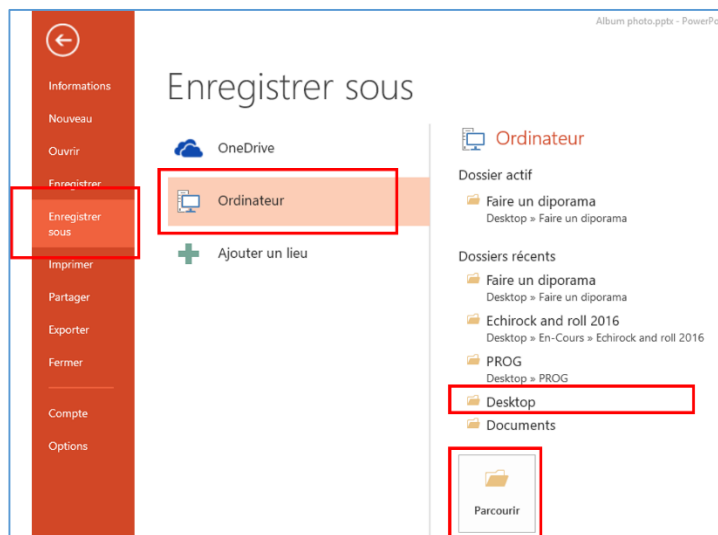 Album photo.pptx - PowerPo
Informations
Nouveau
Ouvrir
Enregistrer
Enregistrer
sous
Imprimer
Partager
Exporter
Fermer
Compte
Options
Enregistrer sous
OneDrive
Ordinateur
Ajouter un lieu
Ordinateur
Dossier actif
Faire un diporama
Desktop » Faire un diporama
Dossiers récents
Faire un diporama
Desktop » Faire un diporama
Echirock and roll 2016
Desktop » En-Cours » Echirock and roll 2016
PROG
Desktop » PROG
Desktop
Documents
Parcourir